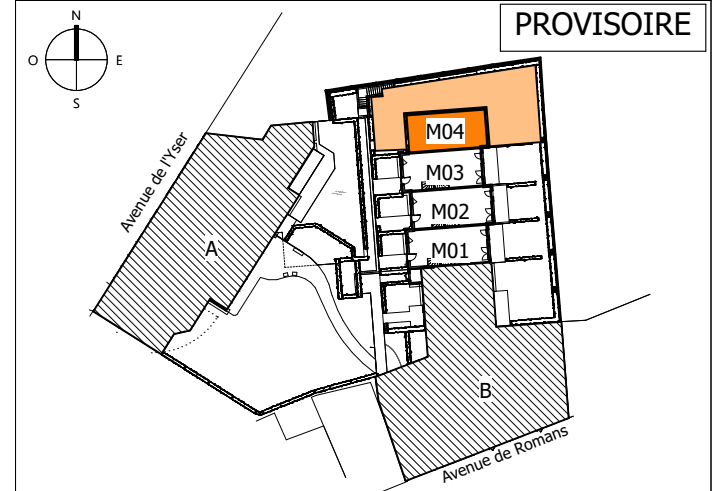 PROVISOIRE
N
O
E
S
Avenue de l'Yser
M04
M03
M02
M01
A
B
Avenue de Romans